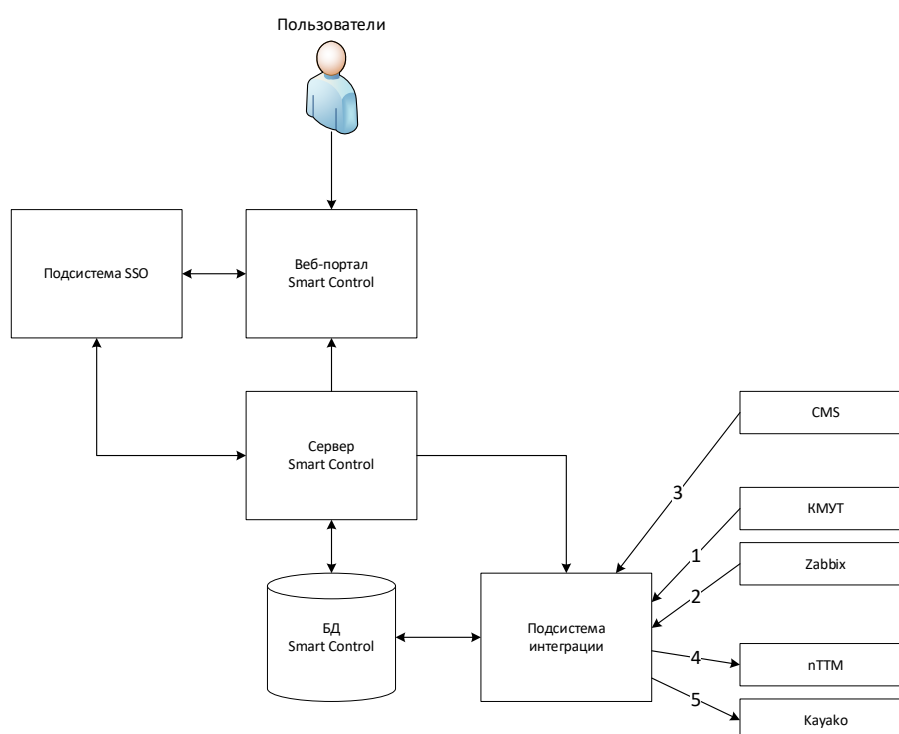 Пользователи
Подсистема SSO
Веб-портал
Smart Control
Сервер
Smart Control
CMS
3
КМУТ
1
Zabbix
2
БД
Smart Control
Подсистема
интеграции
4
nTTM
5
Kayako